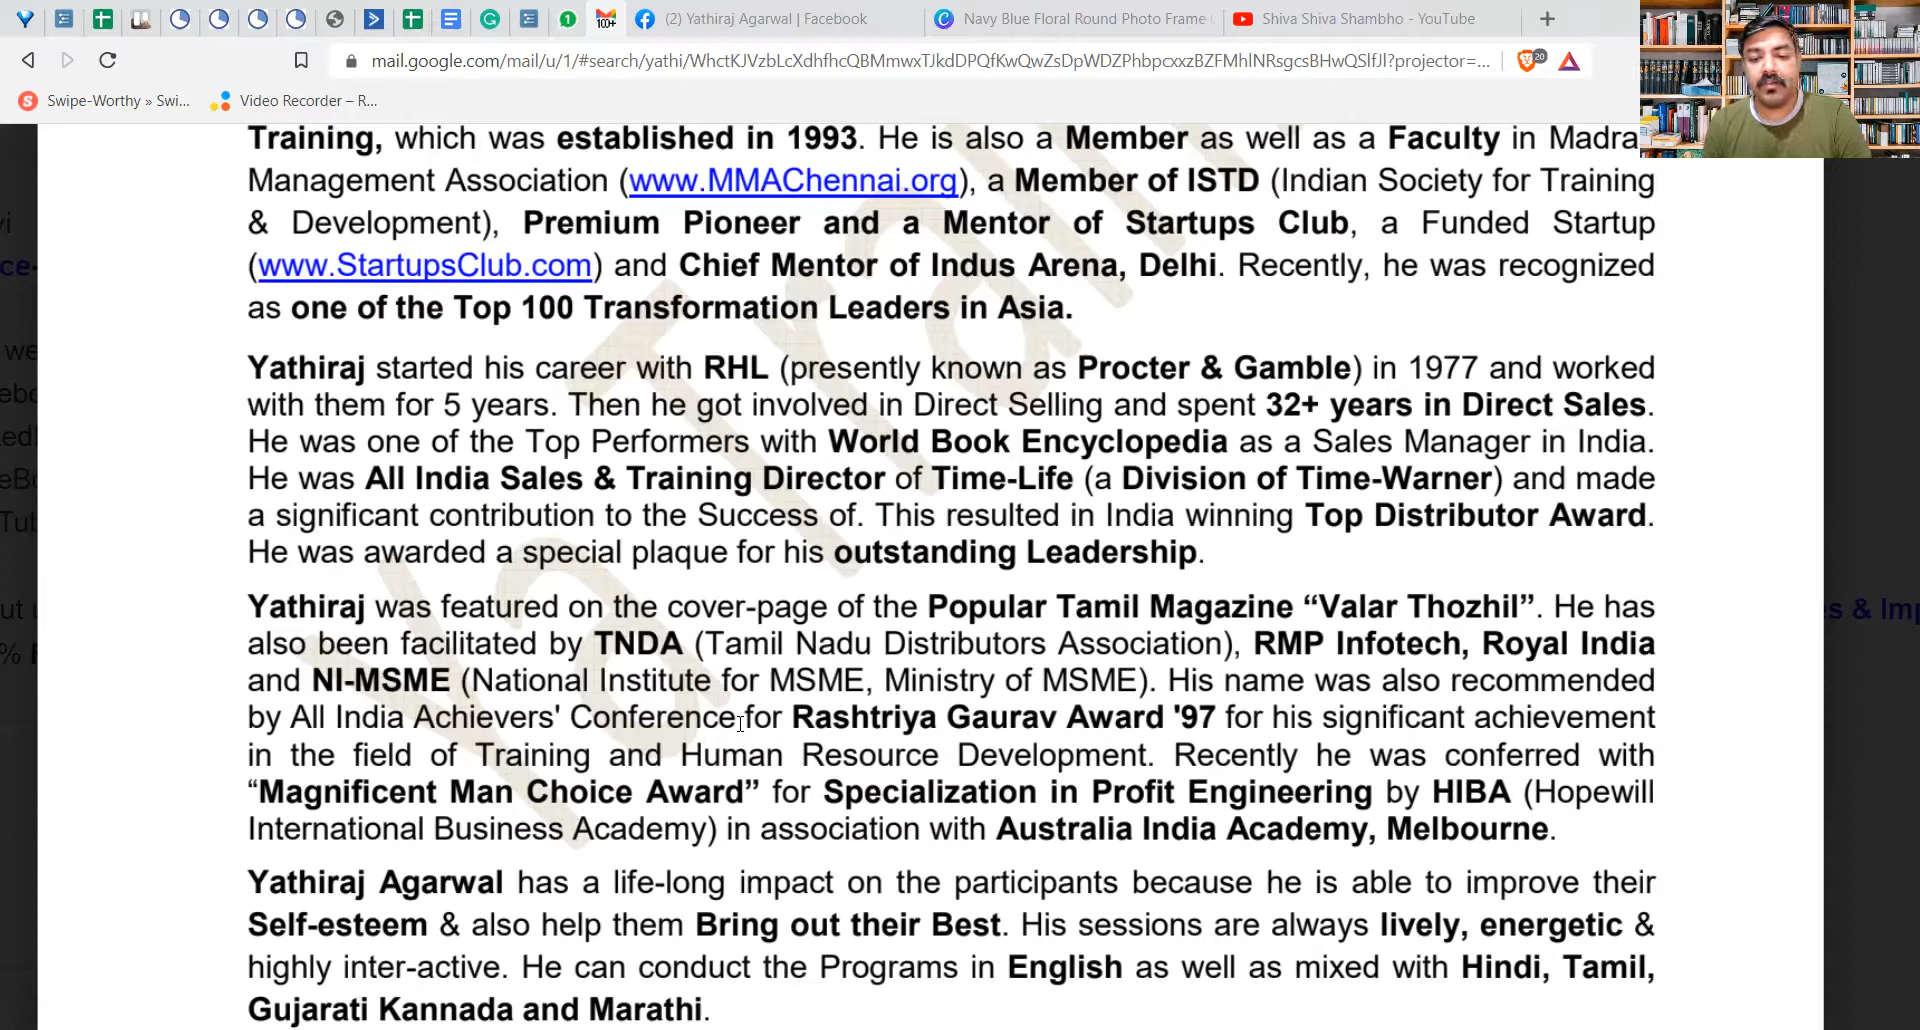 100+
(2) Yathiraj Agarwal | Facebook
Navy Blue Floral Round Photo Frame
Shiva Shiva Shambho - YouTube
mail.google.com/mail/u/1/#search/yathi/WhctKJVzbLcXdhfhcQBMmwxTJkdDPQfKwQwZsDpWDZPhbpcxxzBZFMhlNRsgcsBHwQSlfJl?projector=...
20
Swipe-Worthy » Swi...
Video Recorder – R...
Training, which was established in 1993. He is also a Member as well as a Faculty in Madra
Management Association (www.MMAChennai.org), a Member of ISTD (Indian Society for Training
& Development), Premium Pioneer and a Mentor of Startups Club, a Funded Startup
(www.StartupsClub.com) and Chief Mentor of Indus Arena, Delhi. Recently, he was recognized
as one of the Top 100 Transformation Leaders in Asia.
Yathiraj started his career with RHL (presently known as Procter & Gamble) in 1977 and worked
with them for 5 years. Then he got involved in Direct Selling and spent 32+ years in Direct Sales.
He was one of the Top Performers with World Book Encyclopedia as a Sales Manager in India.
He was All India Sales & Training Director of Time-Life (a Division of Time-Warner) and made
a significant contribution to the Success of. This resulted in India winning Top Distributor Award.
He was awarded a special plaque for his outstanding Leadership.
Yathiraj was featured on the cover-page of the Popular Tamil Magazine “Valar Thozhil”. He has
also been facilitated by TNDA (Tamil Nadu Distributors Association), RMP Infotech, Royal India
and NI-MSME (National Institute for MSME, Ministry of MSME). His name was also recommended
by All India Achievers' Conference for Rashtriya Gaurav Award '97 for his significant achievement
in the field of Training and Human Resource Development. Recently he was conferred with
“Magnificent Man Choice Award” for Specialization in Profit Engineering by HIBA (Hopewill
International Business Academy) in association with Australia India Academy, Melbourne.
Yathiraj Agarwal has a life-long impact on the participants because he is able to improve their
Self-esteem & also help them Bring out their Best. His sessions are always lively, energetic &
highly inter-active. He can conduct the Programs in English as well as mixed with Hindi, Tamil,
Gujarati Kannada and Marathi.